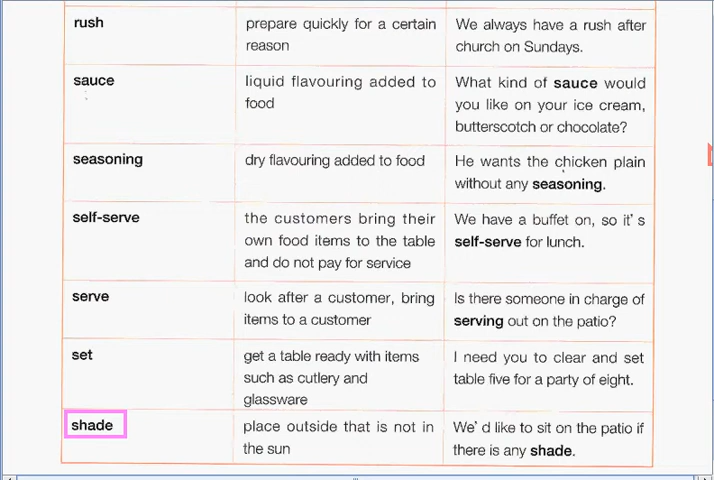 rush
prepare quickly for a certain
reason
We always have a rush after
church on Sundays.
sauce
liquid flavouring added to
food
What kind of sauce would
you like on your ice cream,
butterscotch or chocolate?
seasoning
dry flavouring added to food
He wants the chicken plain
without any seasoning.
self-serve
the customers bring their
own food items to the table
and do not pay for service
We have a buffet on, so it's
self-serve for lunch.
serve
look after a customer, bring
items to a customer
Is there someone in charge of
serving out on the patio?
set
get a table ready with items
such as cutlery and
glassware
I need you to clear and set
table five for a party of eight.
shade
place outside that is not in
the sun
We'd like to sit on the patio if
there is any shade.